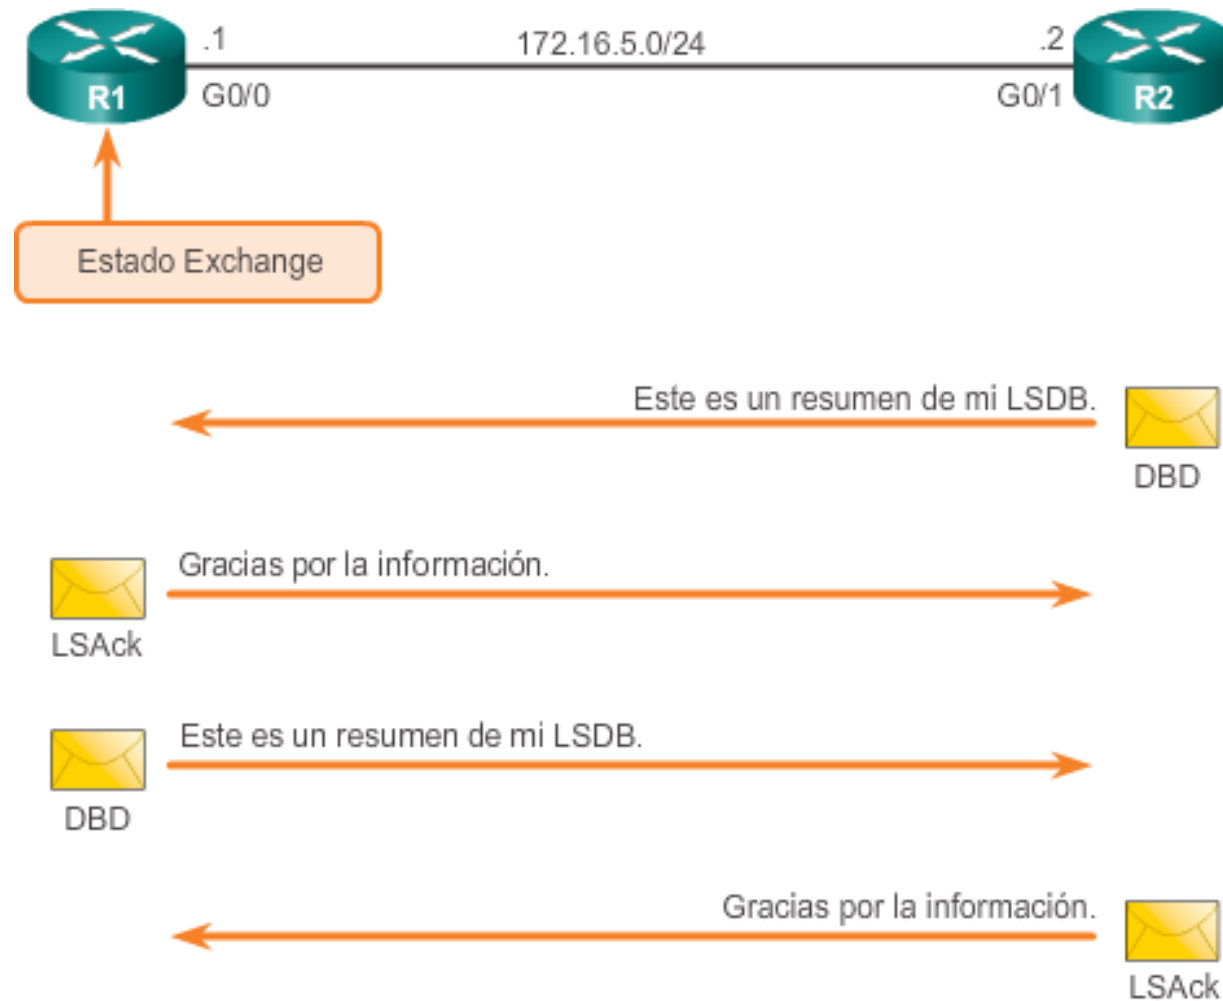 .1
172.16.5.0/24
.2
R1
G0/0
G0/1
R2
Estado Exchange
Este es un resumen de mi LSDB.
DBD
Gracias por la información.
LSAck
Este es un resumen de mi LSDB.
DBD
Gracias por la información.
LSAck